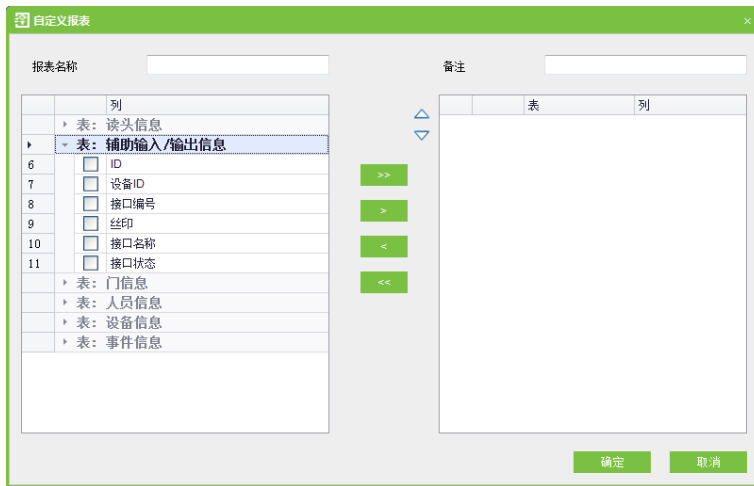 自定义报表
报表名称
备注
列
表: 读头信息
表: 辅助输入/输出信息
6 ID
7 设备ID
8 接口编号
9 丝印
10 接口名称
11 接口状态
表: 门信息
表: 人员信息
表: 设备信息
表: 事件信息
>>
>
<
<<
表 列
确定 取消